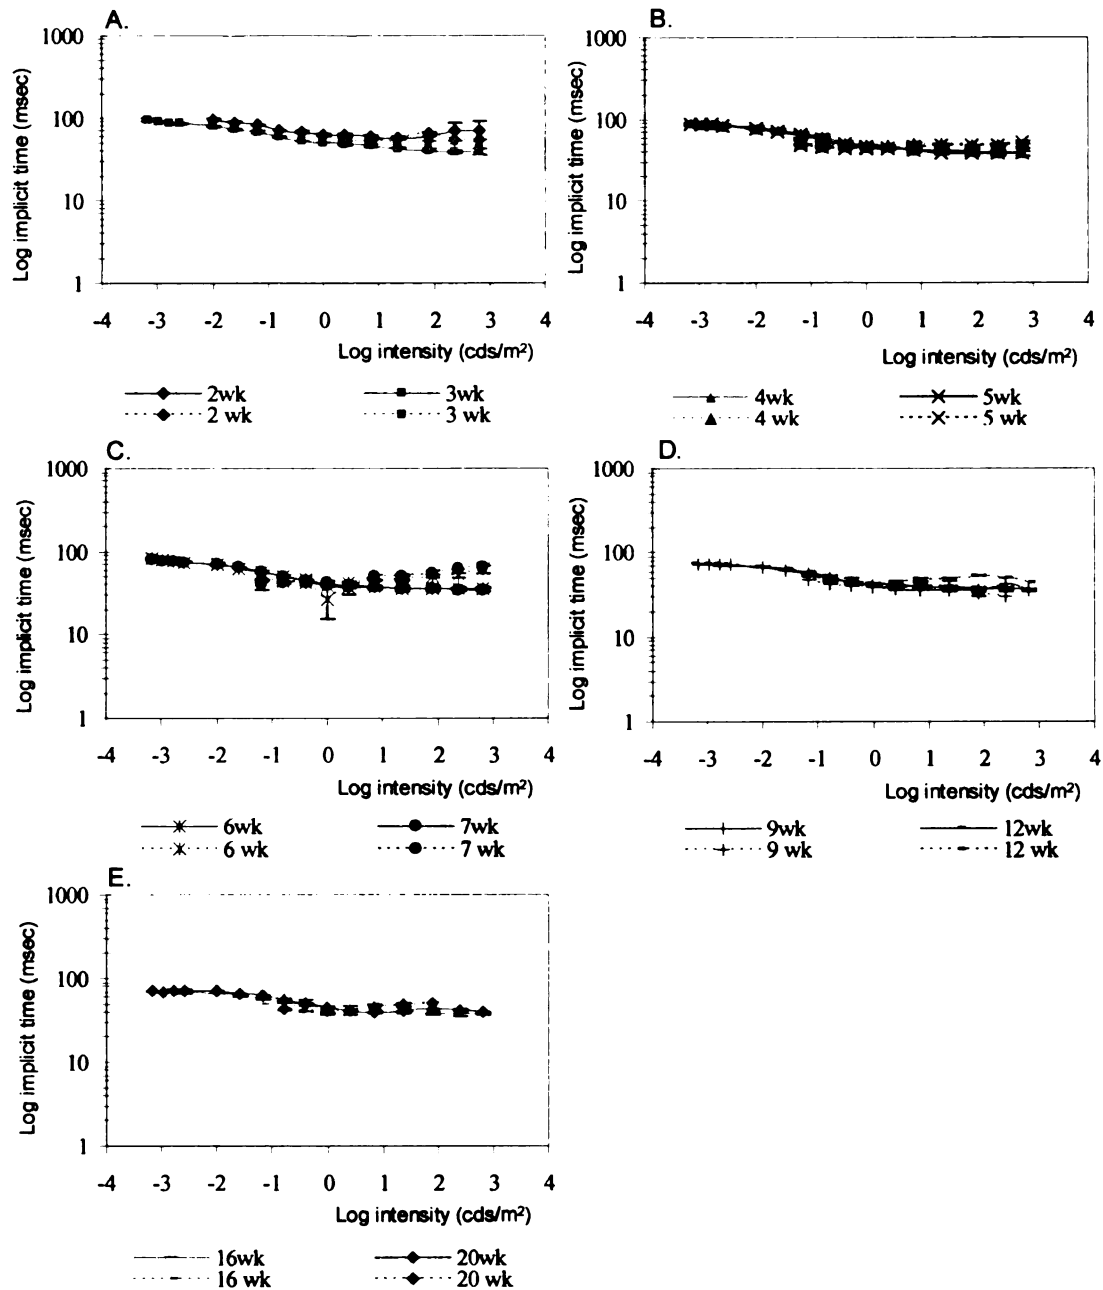 A.
1000
100
10
1
Log implicit time (msec)
-4 -3 -2 -1 0 1 2 3 4
Log intensity (cds/m²)
2wk 3wk
2 wk 3 wk
B.
1000
100
10
1
Log implicit time (msec)
-4 -3 -2 -1 0 1 2 3 4
Log intensity (cds/m²)
4wk 5wk
4 wk 5 wk
C.
1000
100
10
1
Log implicit time (msec)
-4 -3 -2 -1 0 1 2 3 4
Log intensity (cds/m²)
6wk 7wk
6 wk 7 wk
D.
1000
100
10
1
Log implicit time (msec)
-4 -3 -2 -1 0 1 2 3 4
Log intensity (cds/m²)
9wk 12wk
9 wk 12 wk
E.
1000
100
10
1
Log implicit time (msec)
-4 -3 -2 -1 0 1 2 3 4
Log intensity (cds/m²)
16wk 20wk
16 wk 20 wk